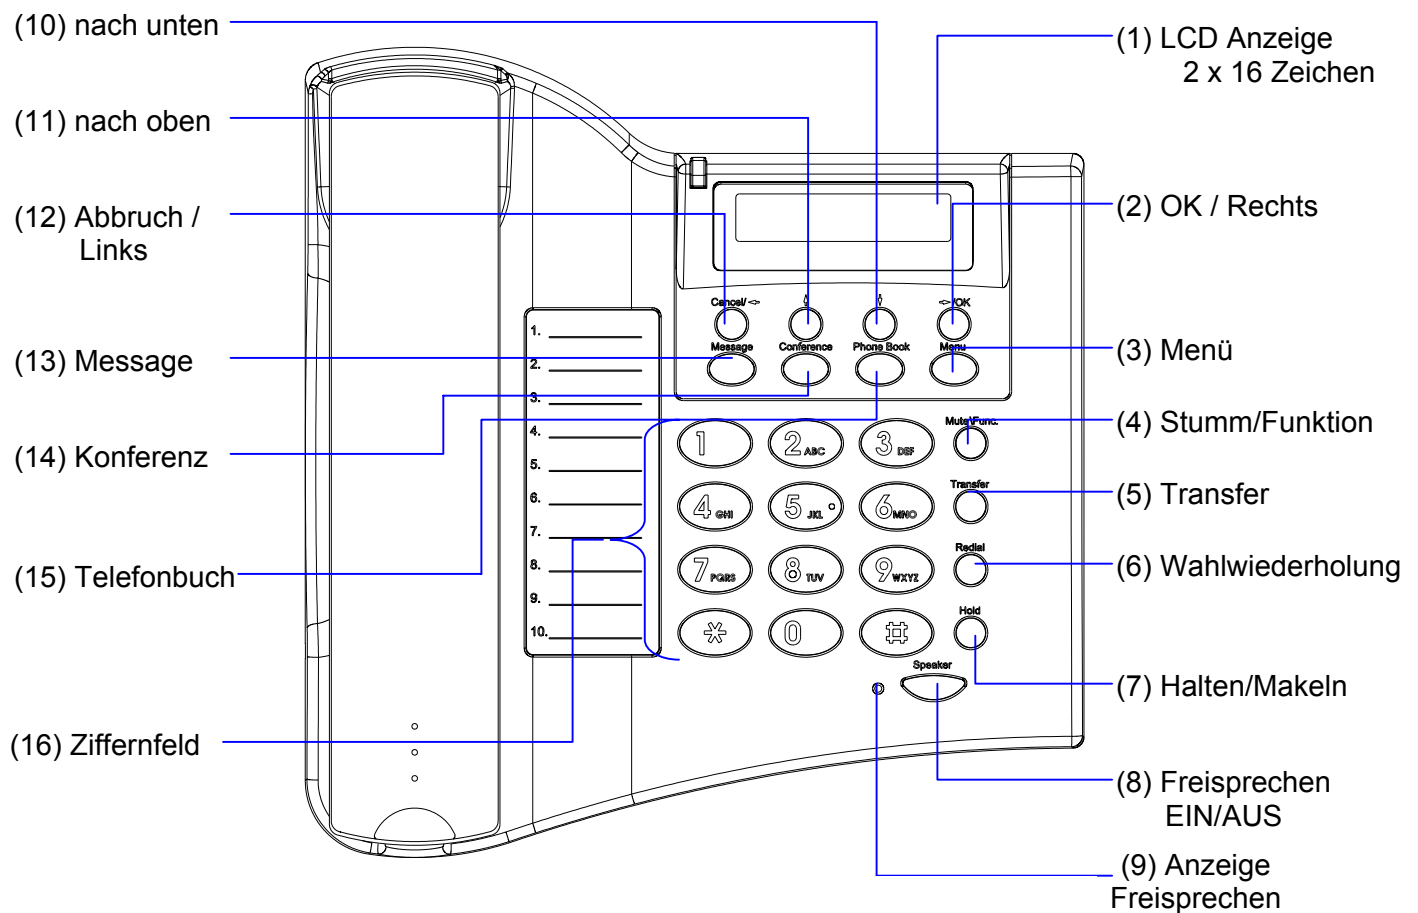 (10) nach unten
(11) nach oben
(12) Abbruch /
Links
(13) Message
(14) Konferenz
(15) Telefonbuch
(16) Ziffernfeld
(1) LCD Anzeige
2 x 16 Zeichen
(2) OK / Rechts
(3) Menü
(4) Stumm/Funktion
(5) Transfer
(6) Wahlwiederholung
(7) Halten/Makeln
(8) Freisprechen
EIN/AUS
(9) Anzeige
Freisprechen
Cancel/ /OK
Message Conference Phone Book Menu
1.
2.
3.
4.
5.
6.
7.
8.
9.
10.
1 2 ABC 3 DEF Mute\Func.
4 GHI 5 JKL 6 MNO Transfer
7 PQRS 8 TUV 9 WXYZ Redial
* 0 # Hold
Speaker